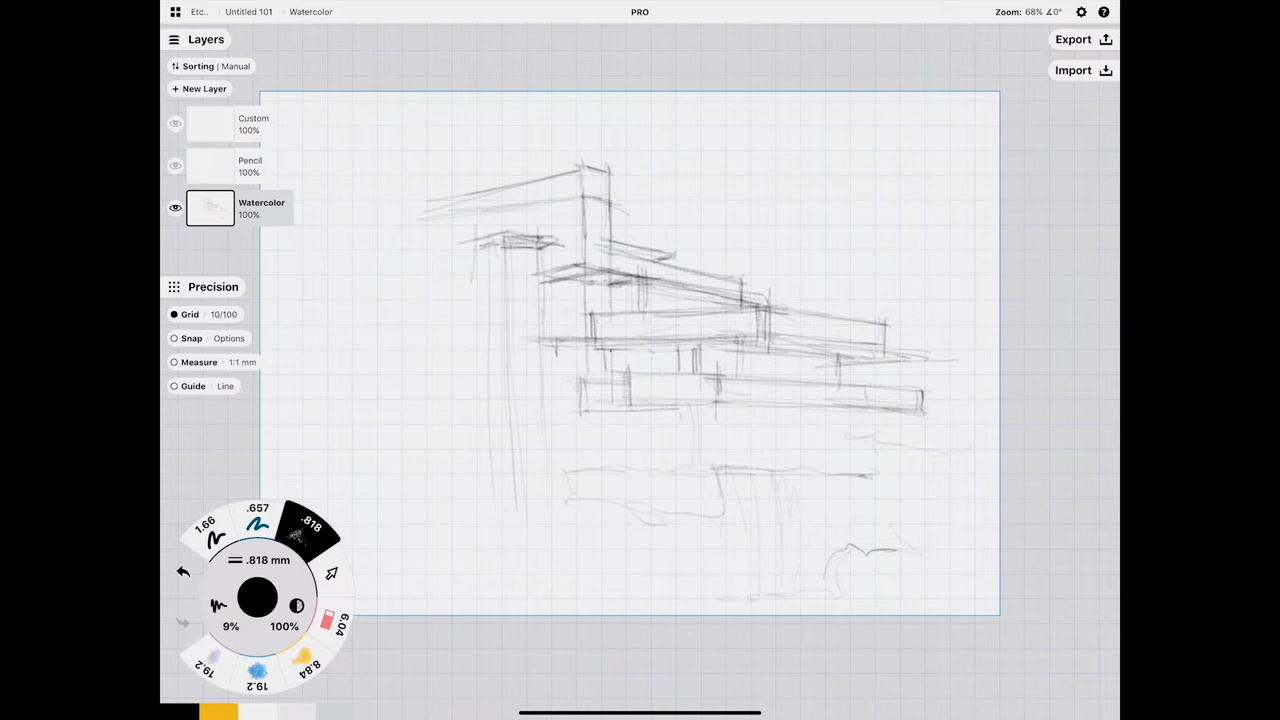 Etc.. Untitled 101 Watercolor
PRO
Zoom: 68% ∠0°
?
Layers
Export
Sorting | Manual
Import
+ New Layer
Custom
100%
Pencil
100%
Watercolor
100%
Precision
Grid · 10/100
Snap · Options
Measure · 1:1 mm
Guide · Line
1.66
.657
.818
.818 mm
6.04
9%
100%
19.2
19.2
8.84